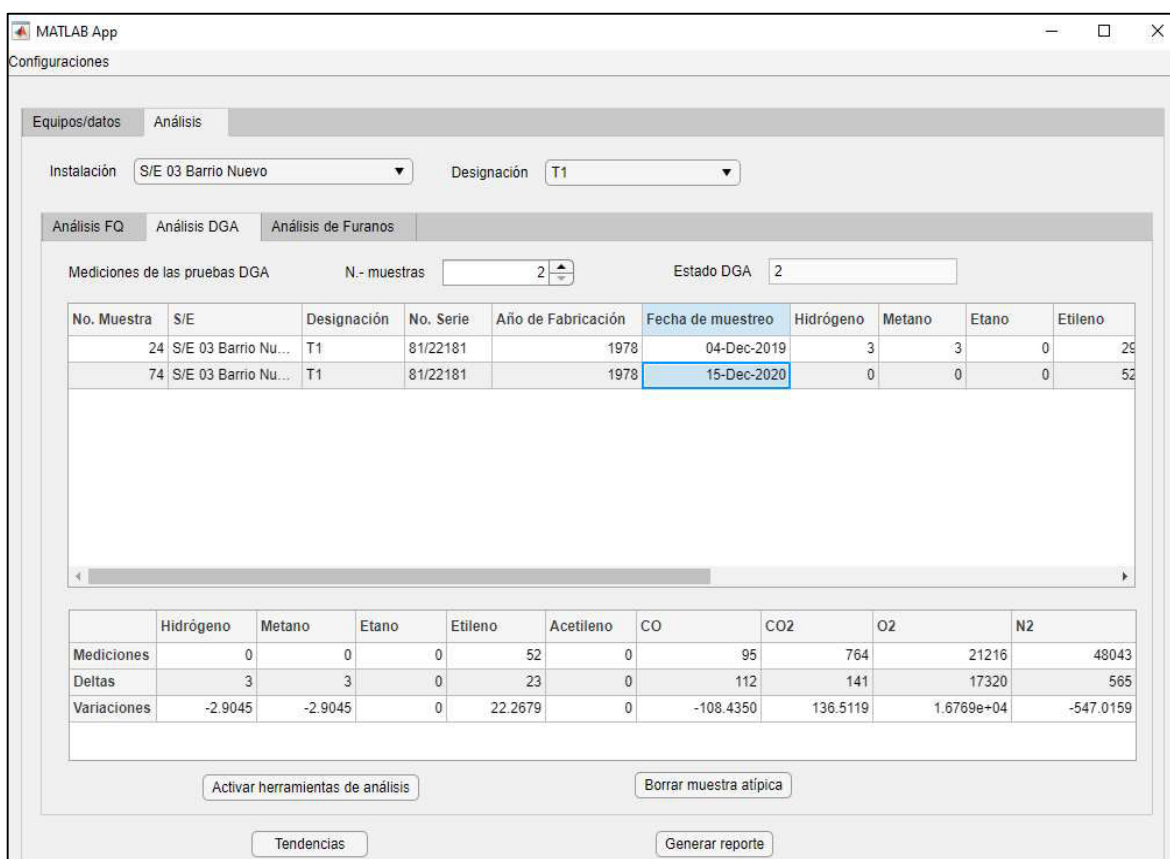 MATLAB App
Configuraciones
Equipos/datos Análisis
Instalación S/E 03 Barrio Nuevo Designación T1
Análisis FQ Análisis DGA Análisis de Furanos
Mediciones de las pruebas DGA N.- muestras 2 Estado DGA 2
No. Muestra S/E Designación No. Serie Año de Fabricación Fecha de muestreo Hidrógeno Metano Etano Etileno
24 S/E 03 Barrio Nu... T1 81/22181 1978 04-Dec-2019 3 3 0 29
74 S/E 03 Barrio Nu... T1 81/22181 1978 15-Dec-2020 0 0 0 52
Hidrógeno Metano Etano Etileno Acetileno CO CO2 O2 N2
Mediciones 0 0 0 52 0 95 764 21216 48043
Deltas 3 3 0 23 0 112 141 17320 565
Variaciones -2.9045 -2.9045 0 22.2679 0 -108.4350 136.5119 1.6769e+04 -547.0159
Activar herramientas de análisis Borrar muestra atípica
Tendencias Generar reporte